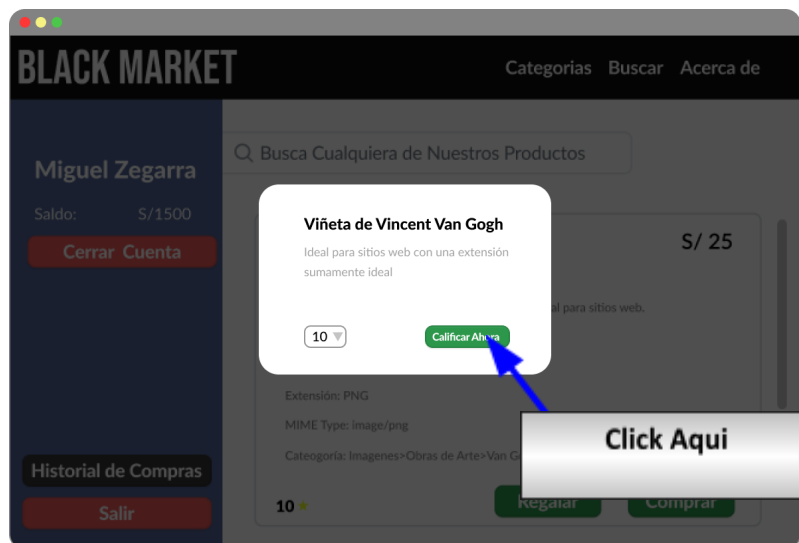 BLACK MARKET
Categorias Buscar Acerca de
Miguel Zegarra
Saldo: S/1500
Cerrar Cuenta
Historial de Compras
Salir
Busca Cualquiera de Nuestros Productos
S/ 25
al para sitios web.
Viñeta de Vincent Van Gogh
Ideal para sitios web con una extensión
sumamente ideal
10
Calificar Ahora
Extensión: PNG
MIME Type: image/png
Cateogoría: Imagenes>Obras de Arte>Van G
Click Aqui
10
Regalar Comprar